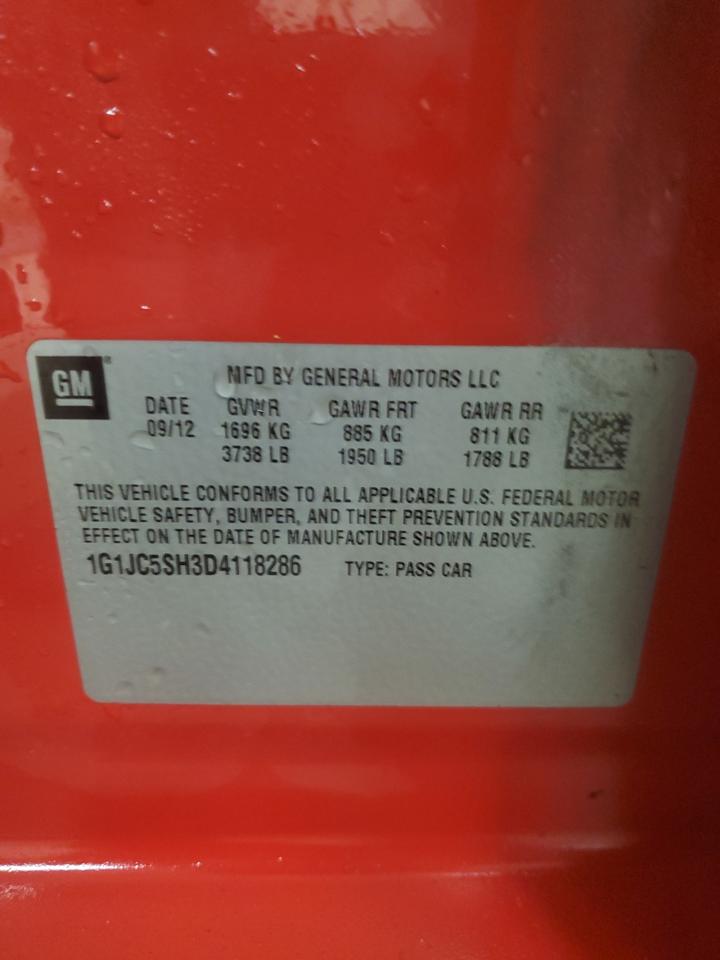 GM
MFD BY GENERAL MOTORS LLC
DATE GVWR GAWR FRT GAWR RR
09/12 1696 KG 885 KG 811 KG
3738 LB 1950 LB 1788 LB
THIS VEHICLE CONFORMS TO ALL APPLICABLE U.S. FEDERAL MOTOR
VEHICLE SAFETY, BUMPER, AND THEFT PREVENTION STANDARDS IN
EFFECT ON THE DATE OF MANUFACTURE SHOWN ABOVE.
1G1JC5SH3D4118286 TYPE: PASS CAR